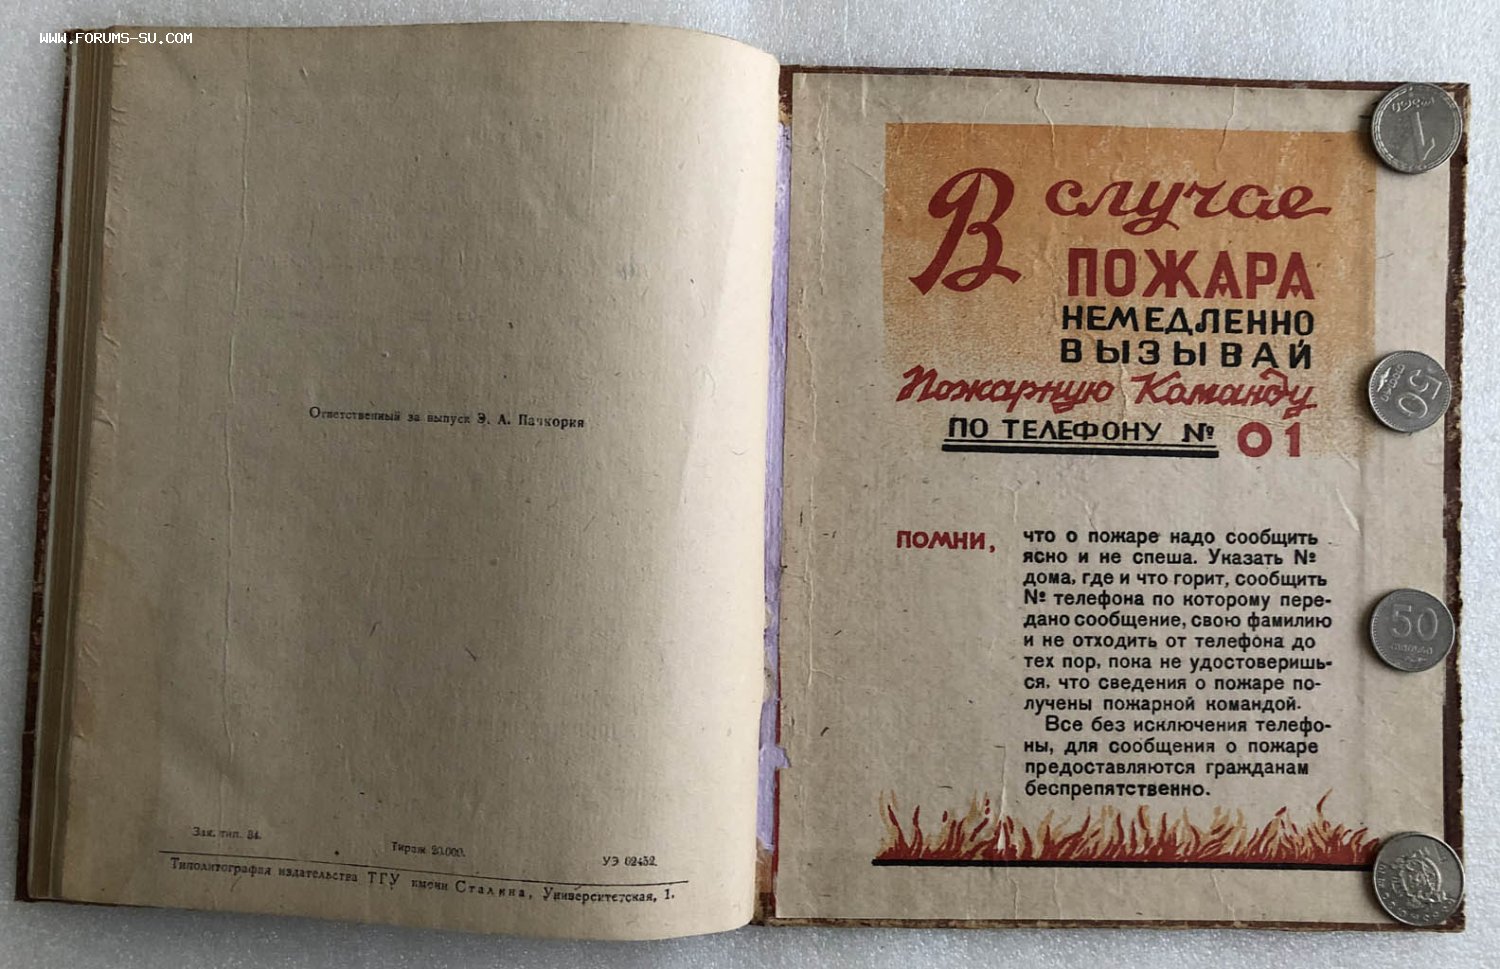 WWW.FORUMS-SU.COM
Ответственный за выпуск Э. А. Пачкория
Зак. тип. 84.
Тираж 20.000.
УЭ 02452.
Типолитография издательства ТГУ имени Сталина, Университетская, 1.
В случае
ПОЖАРА
НЕМЕДЛЕННО
ВЫЗЫВАЙ
Пожарную Команду
ПО ТЕЛЕФОНУ № 01
ПОМНИ,
что о пожаре надо сообщить
ясно и не спеша. Указать №
дома, где и что горит, сообщить
№ телефона по которому пере-
дано сообщение, свою фамилию
и не отходить от телефона до
тех пор, пока не удостоверишь-
ся, что сведения о пожаре по-
лучены пожарной командой.
Все без исключения телефо-
ны, для сообщения о пожаре
предоставляются гражданам
беспрепятственно.
1
50
50